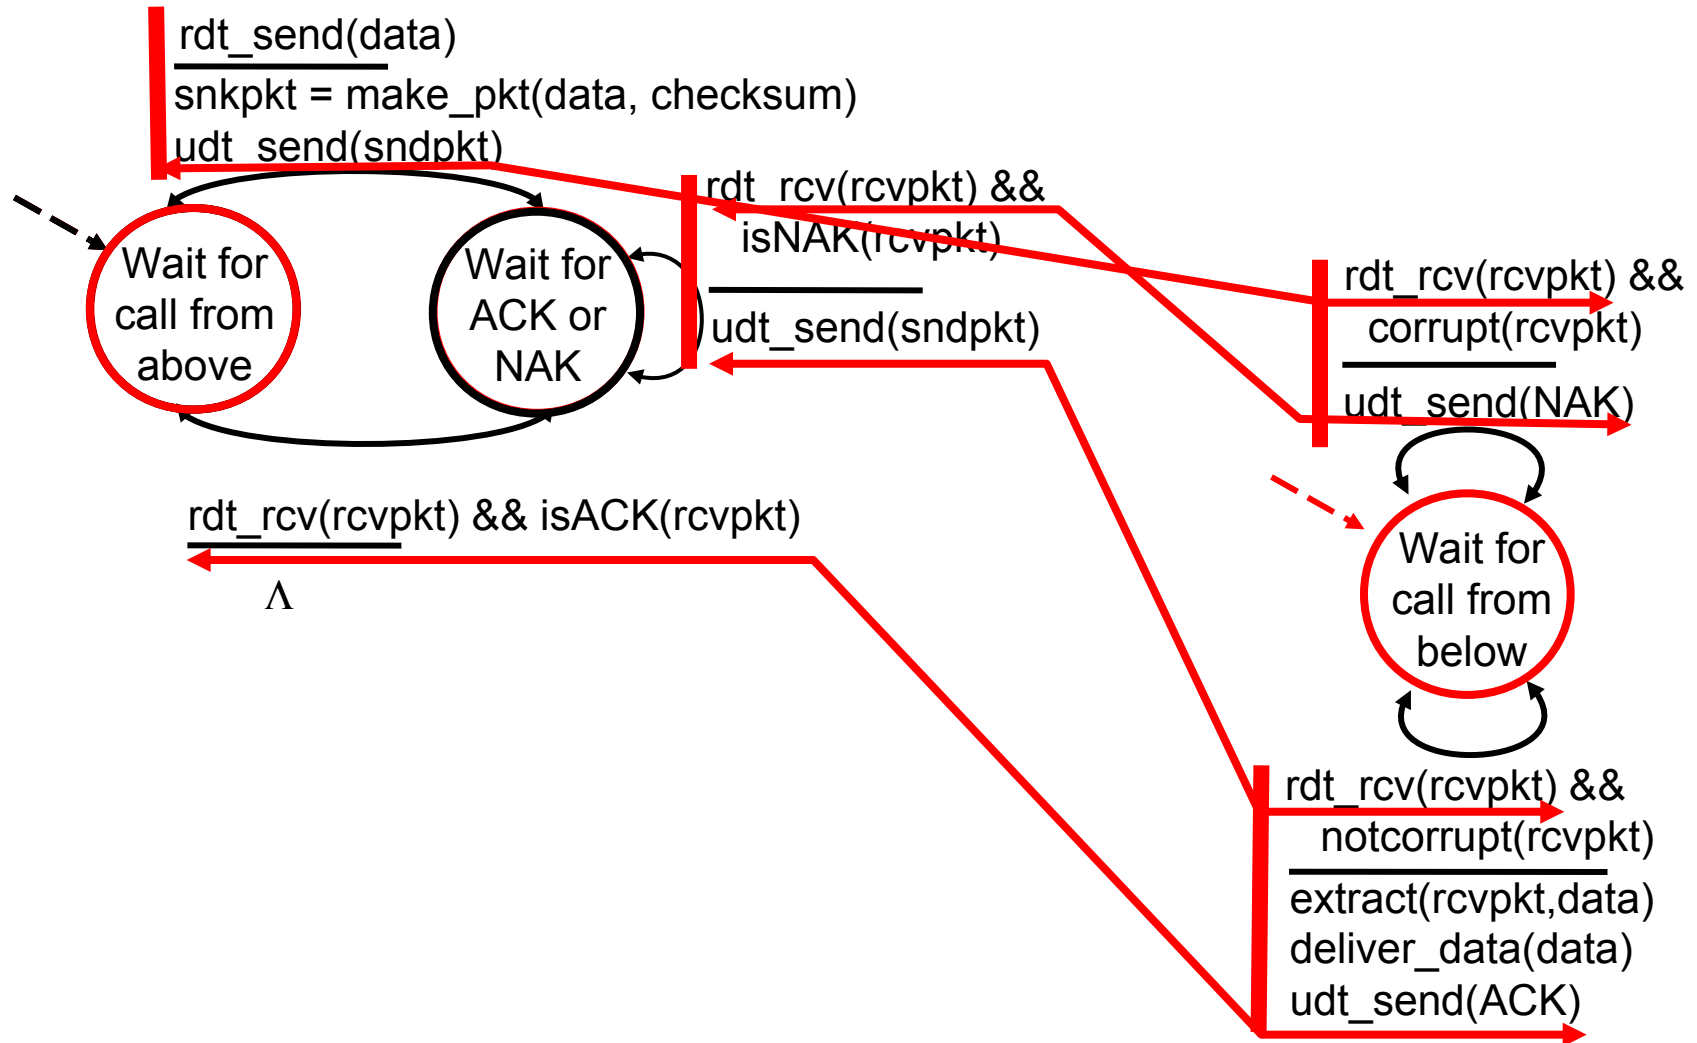 rdt_send(data)
snkpkt = make_pkt(data, checksum)
udt_send(sndpkt)
rdt_rcv(rcvpkt) &&
isNAK(rcvpkt)
udt_send(sndpkt)
Wait for
call from
above
Wait for
ACK or
NAK
rdt_rcv(rcvpkt) && isACK(rcvpkt)
Λ
rdt_rcv(rcvpkt) &&
corrupt(rcvpkt)
udt_send(NAK)
Wait for
call from
below
rdt_rcv(rcvpkt) &&
notcorrupt(rcvpkt)
extract(rcvpkt,data)
deliver_data(data)
udt_send(ACK)